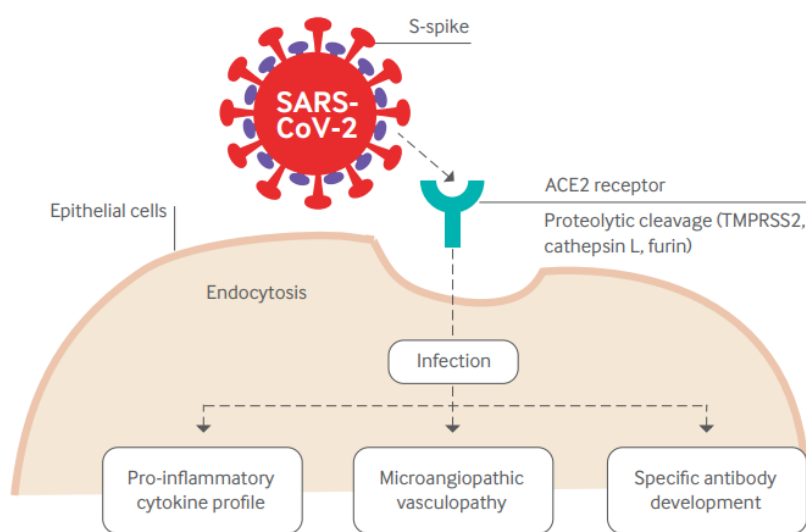 S-spike
SARS-
CoV-2
ACE2 receptor
Proteolytic cleavage (TMPRSS2,
cathepsin L, furin)
Epithelial cells
Endocytosis
Infection
Pro-inflammatory
cytokine profile
Microangiopathic
vasculopathy
Specific antibody
development